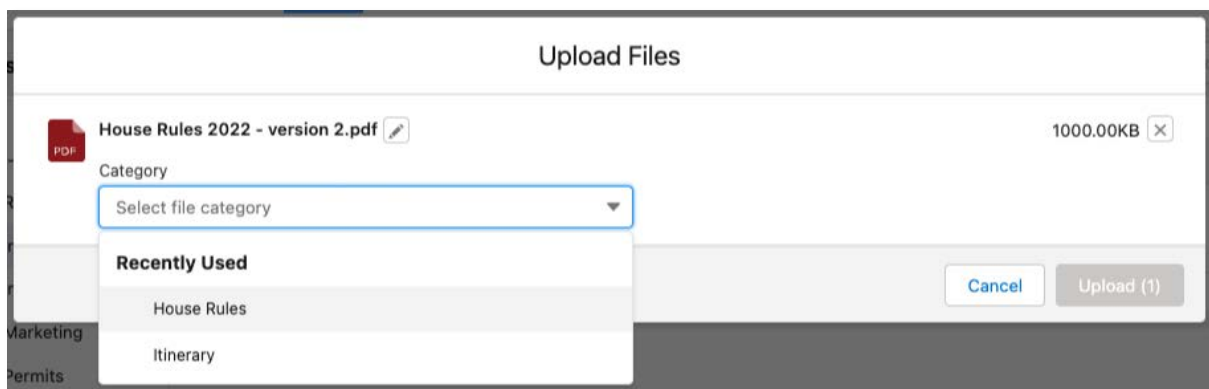 Upload Files
House Rules 2022 - version 2.pdf
1000.00KB
PDF
Category
Select file category
Recently Used
House Rules
Itinerary
Cancel
Upload (1)
Marketing
Permits